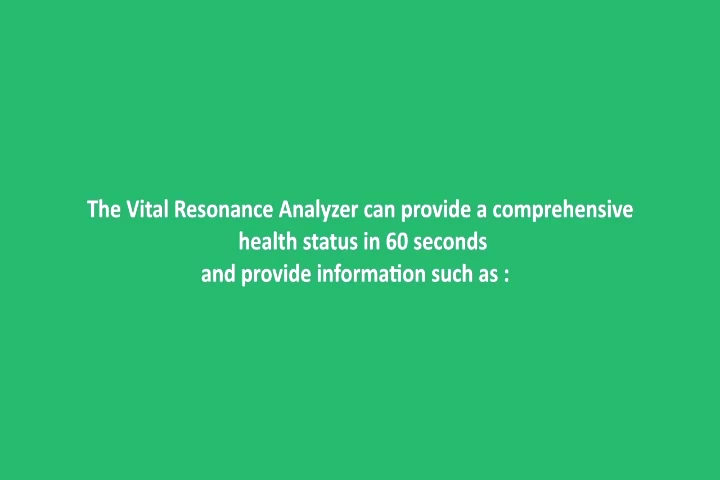 The Vital Resonance Analyzer can provide a comprehensive
health status in 60 seconds
and provide information such as :